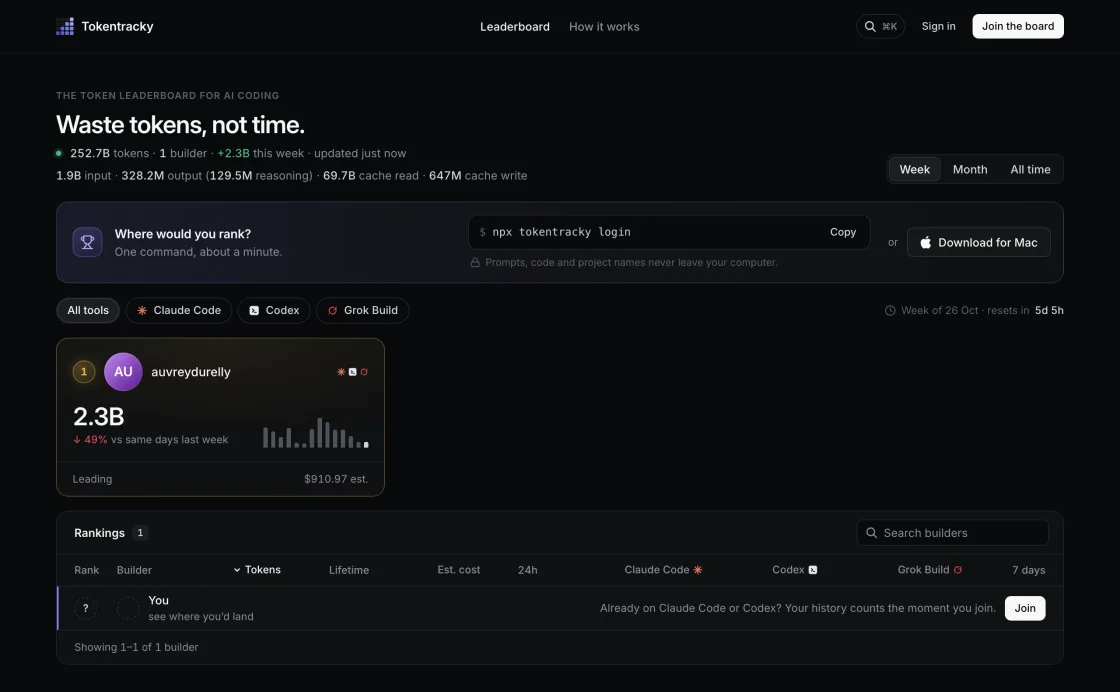 Tokentracky
Leaderboard
How it works
⌘K
Sign in
Join the board
THE TOKEN LEADERBOARD FOR AI CODING
Waste tokens, not time.
252.7B tokens · 1 builder · +2.3B this week · updated just now
1.9B input · 328.2M output (129.5M reasoning) · 69.7B cache read · 647M cache write
Week
Month
All time
Where would you rank?
One command, about a minute.
$ npx tokentracky login
Copy
Prompts, code and project names never leave your computer.
or
Download for Mac
All tools
Claude Code
Codex
Grok Build
Week of 26 Oct · resets in 5d 5h
1
AU
auvreydurelly
2.3B
↓ 49% vs same days last week
Leading
$910.97 est.
Rankings 1
Search builders
Rank
Builder
Tokens
Lifetime
Est. cost
24h
Claude Code
Codex
Grok Build
7 days
?
You
see where you'd land
Already on Claude Code or Codex? Your history counts the moment you join.
Join
Showing 1–1 of 1 builder